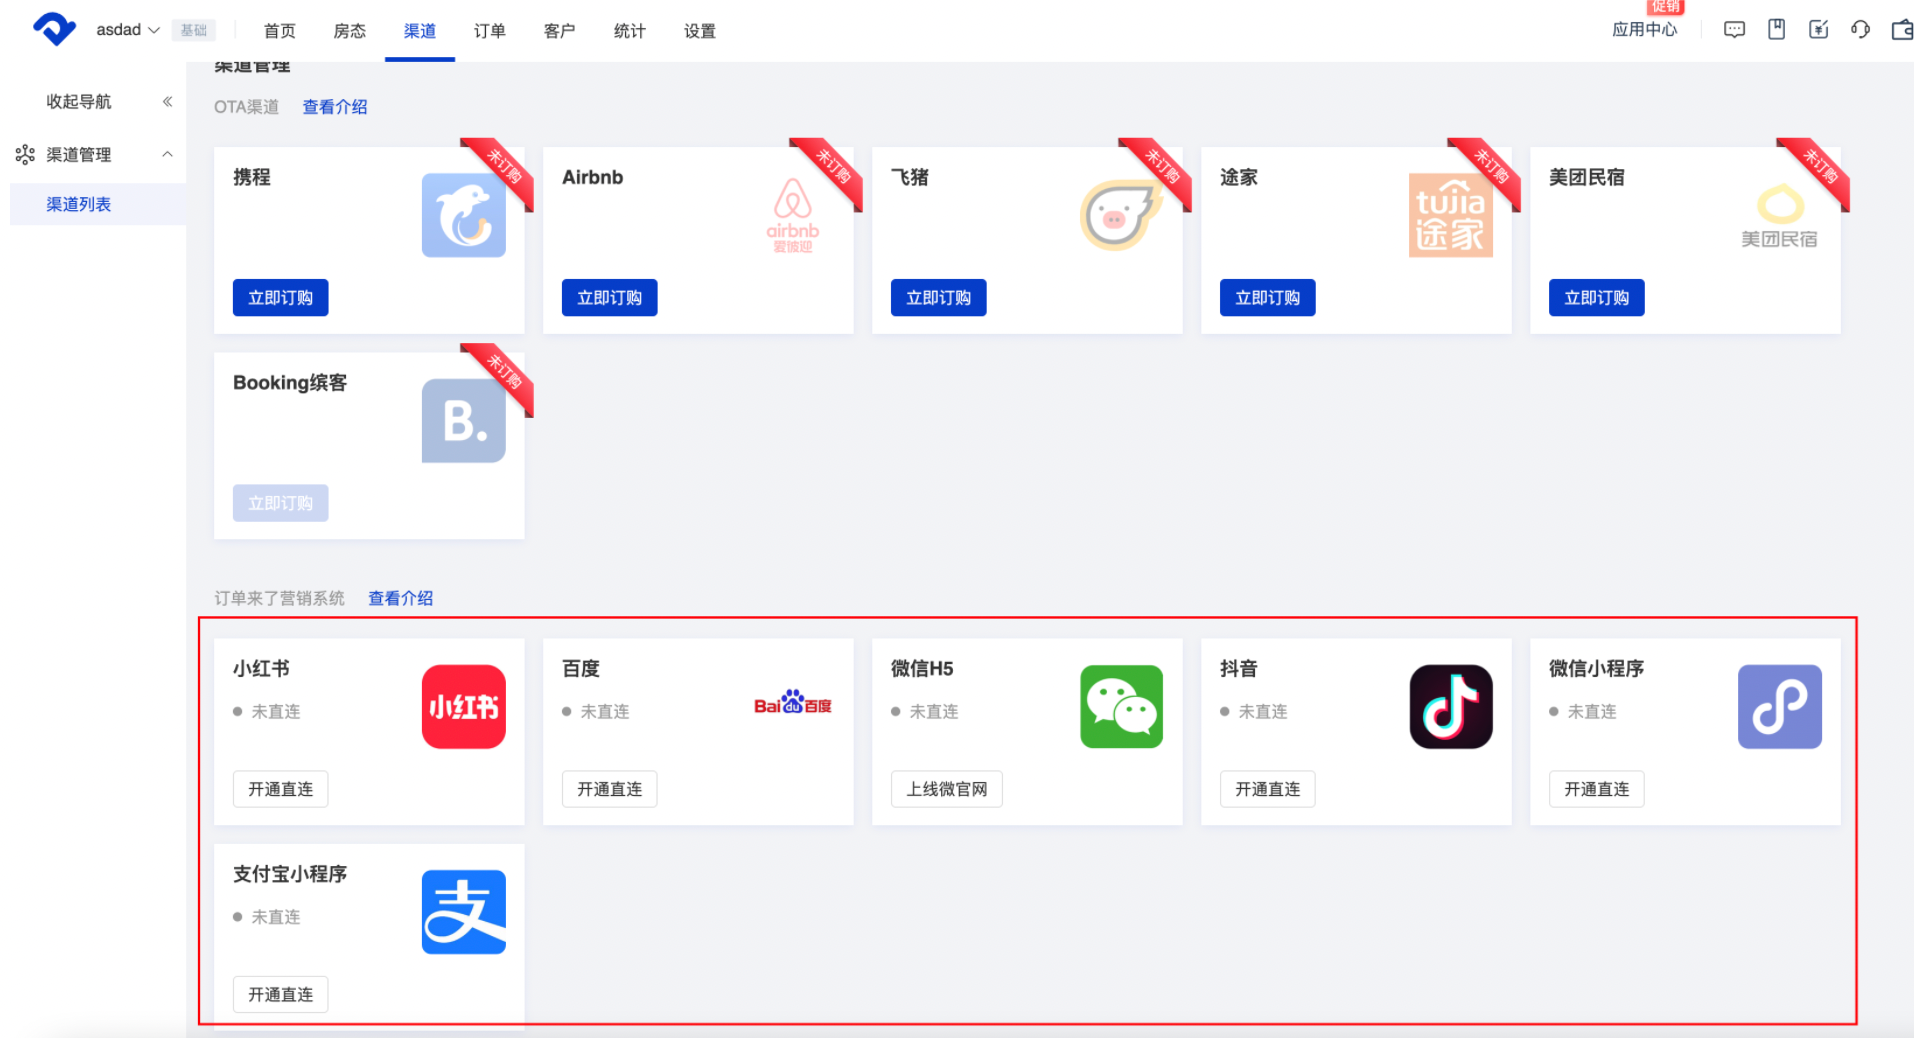 促销
asdad
基础
首页
房态
渠道
订单
客户
统计
设置
应用中心
收起导航
渠道管理
渠道列表
渠道管理
OTA渠道
查看介绍
携程
未订购
立即订购
Airbnb
未订购
airbnb
爱彼迎
立即订购
飞猪
未订购
立即订购
途家
未订购
tujia
途家
立即订购
美团民宿
未订购
美团民宿
立即订购
Booking缤客
未订购
B.
立即订购
订单来了营销系统
查看介绍
小红书
未直连
小红书
开通直连
百度
未直连
Bai du 百度
开通直连
微信H5
未直连
上线微官网
抖音
未直连
开通直连
微信小程序
未直连
开通直连
支付宝小程序
未直连
支
开通直连